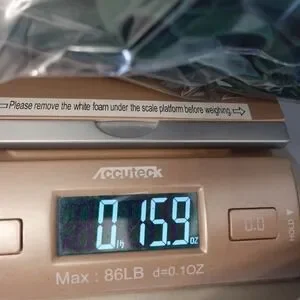 Please remove the white foam under the scale platform before weighing.
Accuteck
0 lb 15.9 oz
0.0
HOLD
Max : 86LB d=0.1OZ